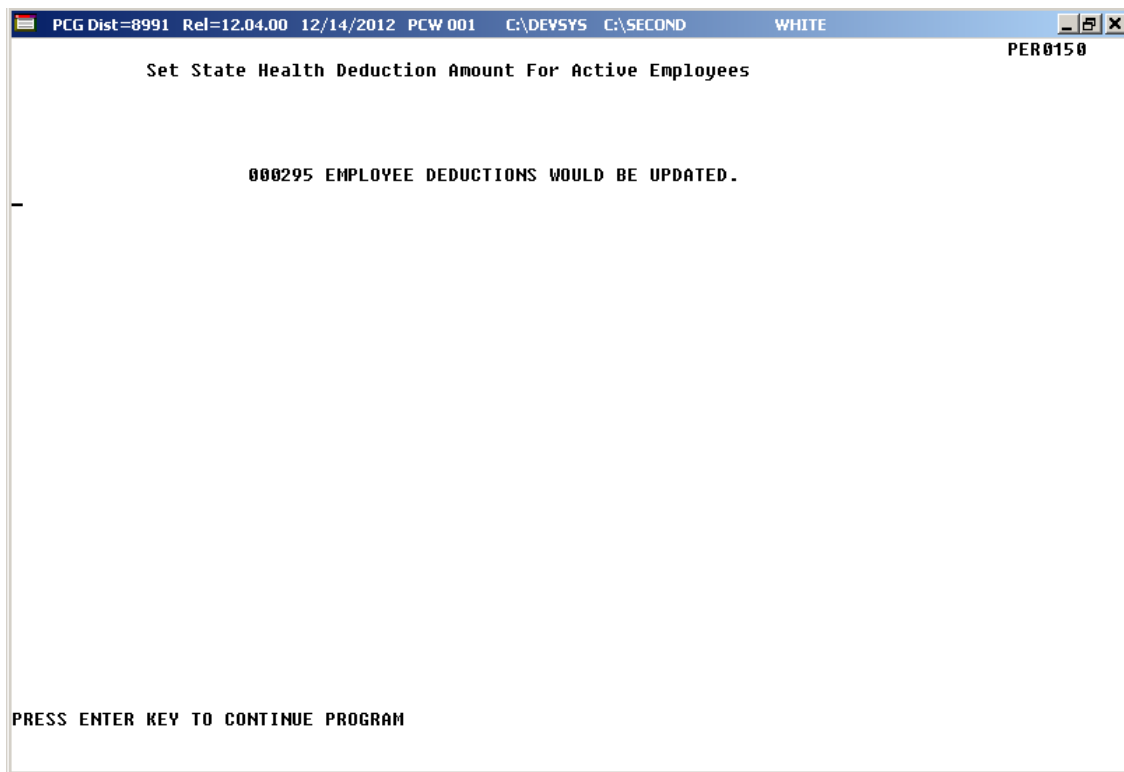 PCG Dist=8991 Rel=12.04.00 12/14/2012 PCW 001 C:\DEVSYS C:\SECOND WHITE
PER0150
Set State Health Deduction Amount For Active Employees
000295 EMPLOYEE DEDUCTIONS WOULD BE UPDATED.
PRESS ENTER KEY TO CONTINUE PROGRAM